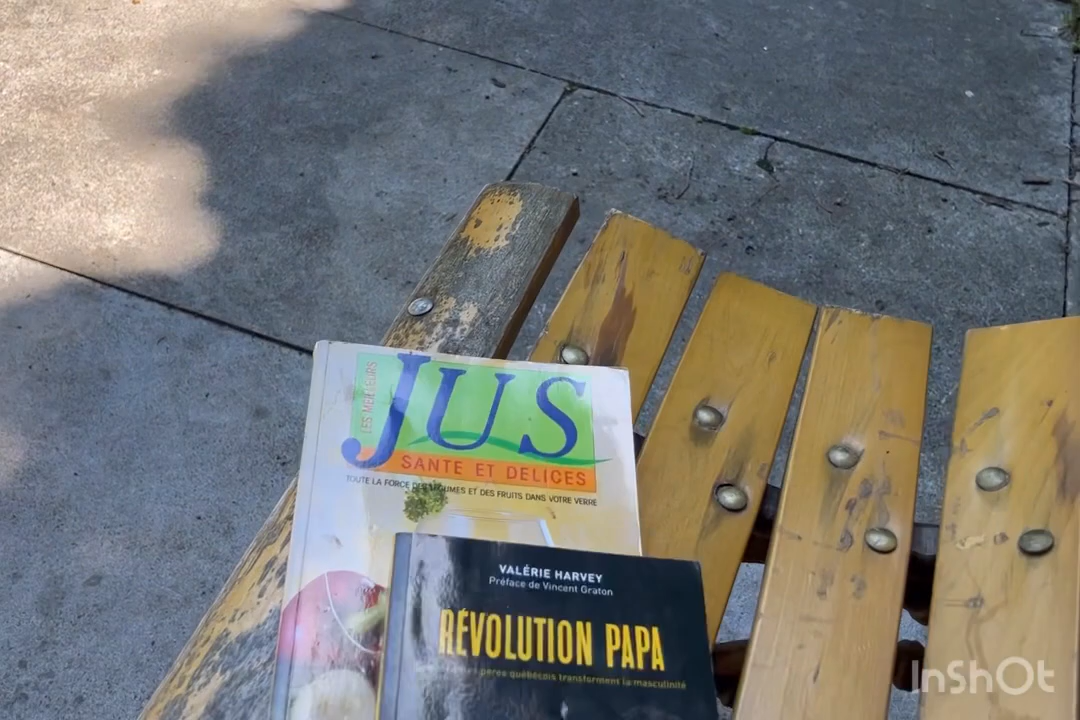 LES MEILLEURS
JUS
SANTE ET DELICES
TOUTE LA FORCE DES LÉGUMES ET DES FRUITS DANS VOTRE VERRE
VALÉRIE HARVEY
Préface de Vincent Graton
RÉVOLUTION PAPA
pères québécois transforment la masculinité
InShOt